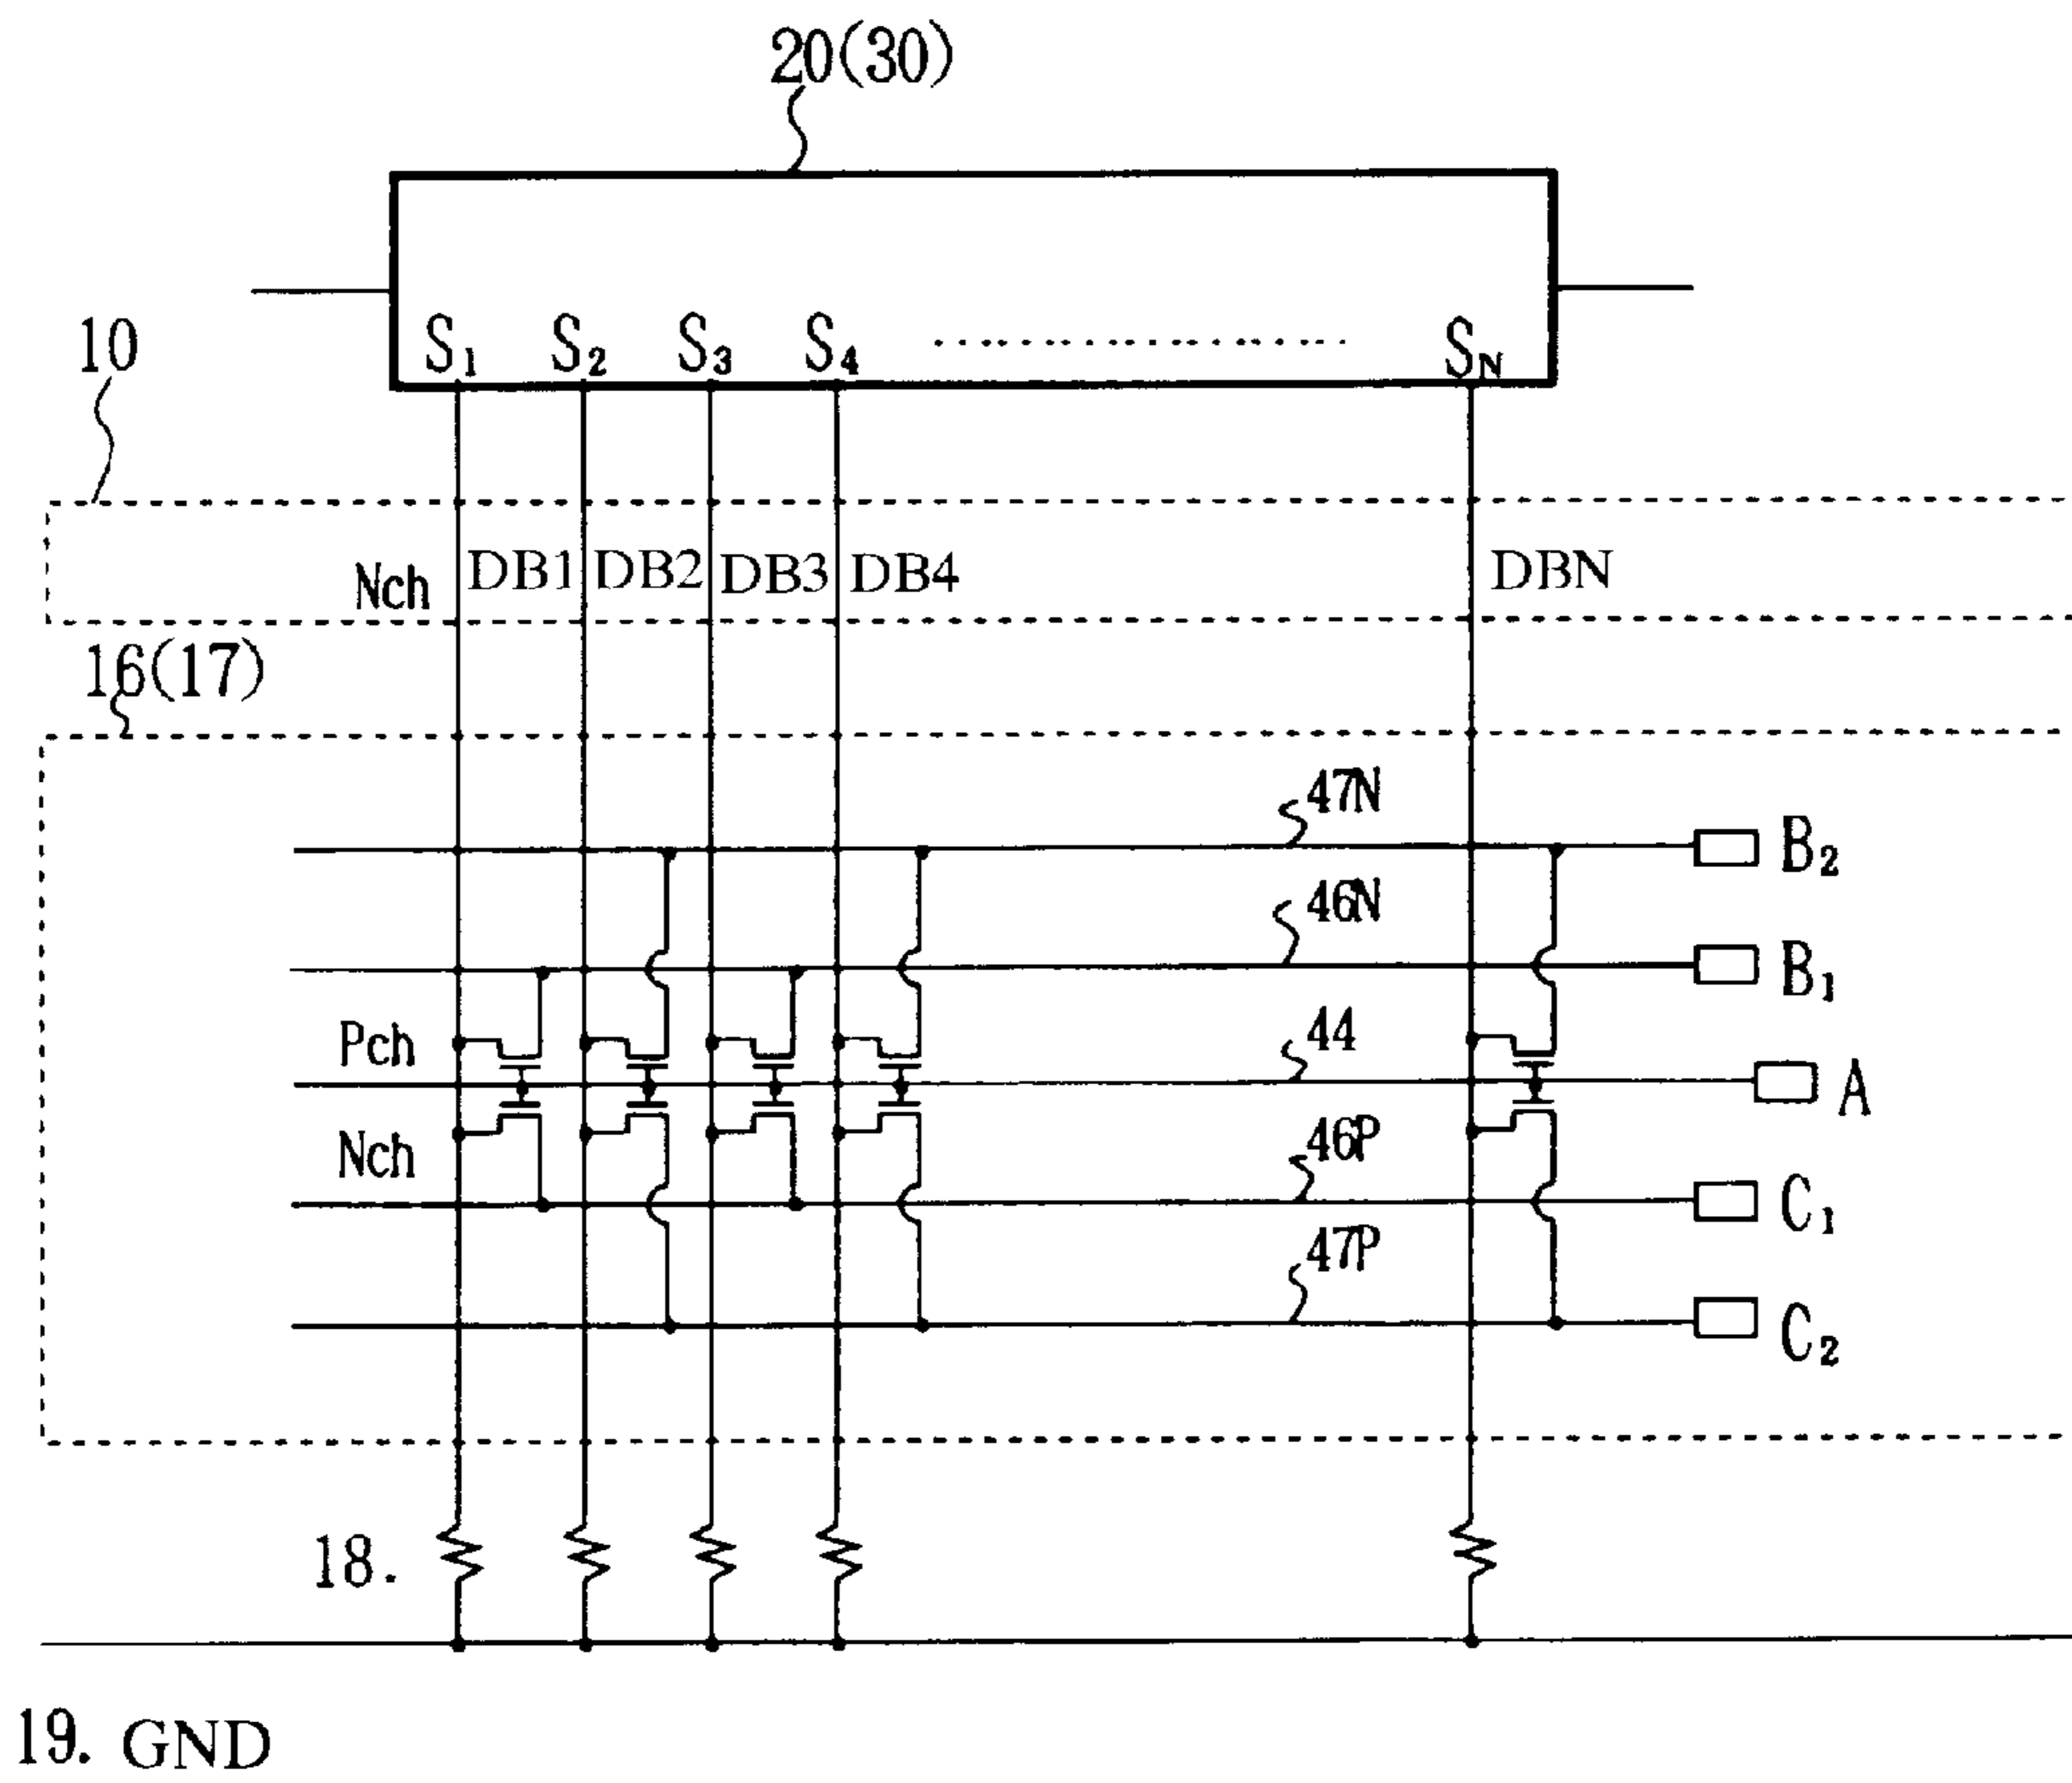 20(30)
10
S₁ S₂ S₃ S₄ ................. S_N
Nch DB1 DB2 DB3 DB4 DBN
16(17)
47N
B₂
46N
B₁
Pch
44
A
Nch
46P
C₁
47P
C₂
18.
19. GND